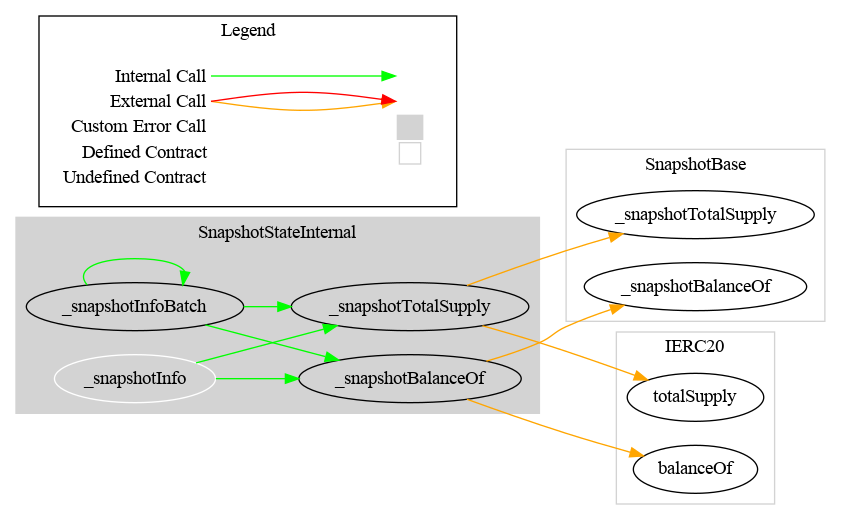 Legend
Internal Call
External Call
Custom Error Call
Defined Contract
Undefined Contract
SnapshotStateInternal
_snapshotInfoBatch
_snapshotTotalSupply
_snapshotInfo
_snapshotBalanceOf
SnapshotBase
_snapshotTotalSupply
_snapshotBalanceOf
IERC20
totalSupply
balanceOf